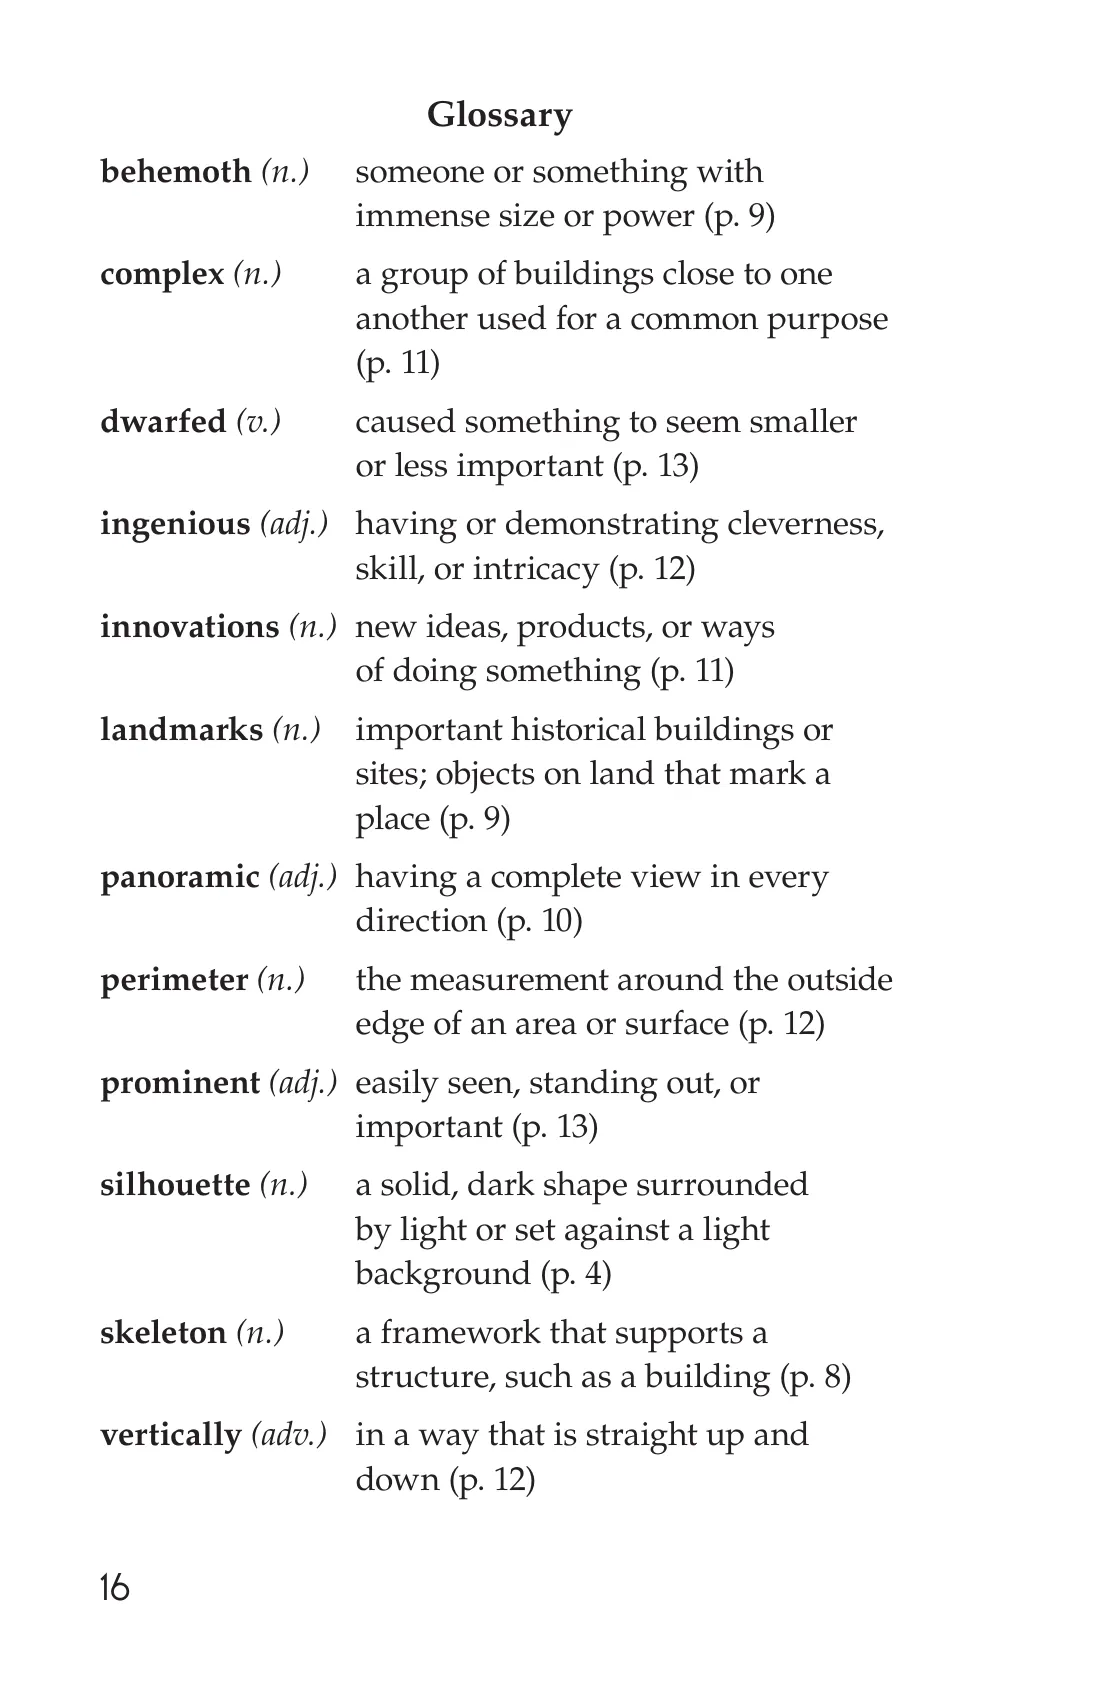 Glossary
behemoth (n.) someone or something with
immense size or power (p. 9)
complex (n.) a group of buildings close to one
another used for a common purpose
(p. 11)
dwarfed (v.) caused something to seem smaller
or less important (p. 13)
ingenious (adj.) having or demonstrating cleverness,
skill, or intricacy (p. 12)
innovations (n.) new ideas, products, or ways
of doing something (p. 11)
landmarks (n.) important historical buildings or
sites; objects on land that mark a
place (p. 9)
panoramic (adj.) having a complete view in every
direction (p. 10)
perimeter (n.) the measurement around the outside
edge of an area or surface (p. 12)
prominent (adj.) easily seen, standing out, or
important (p. 13)
silhouette (n.) a solid, dark shape surrounded
by light or set against a light
background (p. 4)
skeleton (n.) a framework that supports a
structure, such as a building (p. 8)
vertically (adv.) in a way that is straight up and
down (p. 12)
16